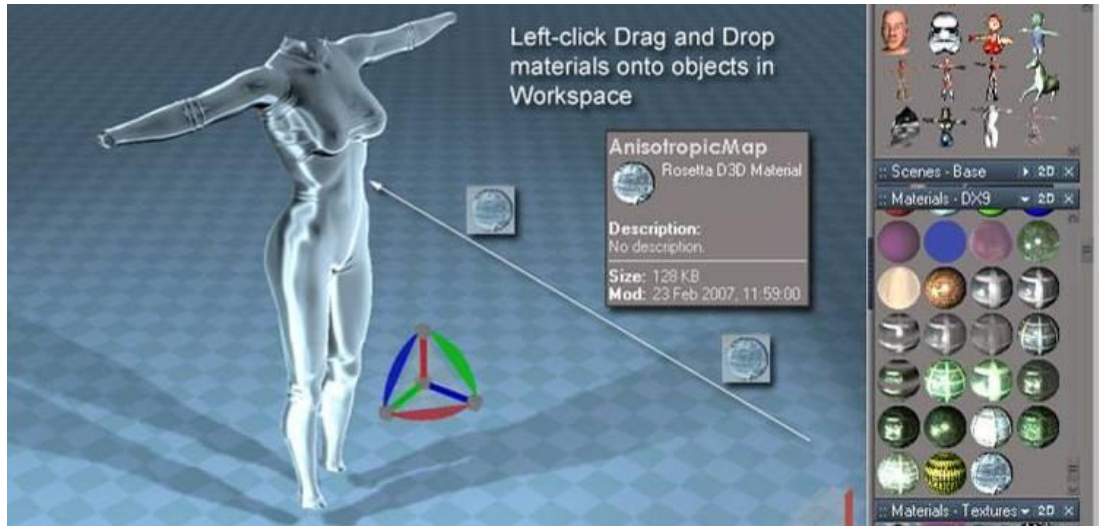 Left-click Drag and Drop
materials onto objects in
Workspace
AnisotropicMap
Rosetta D3D Material
Description:
No description.
Size: 128 KB
Mod: 23 Feb 2007, 11:59:00
:: Scenes - Base 2D ×
:: Materials - DX9 2D ×
:: Materials - Textures 2D ×